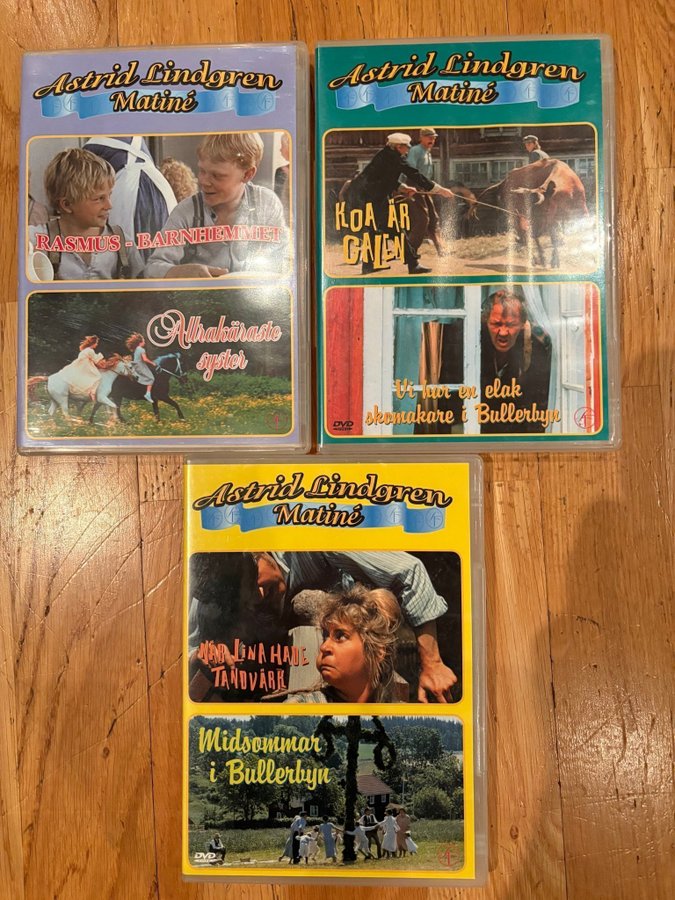 Astrid Lindgren
Matiné
RASMUS - BARNHEMMET
Allrakäraste
syster
Astrid Lindgren
Matiné
KOA ÄR
GALEN
Vi har en elak
skomakare i Bullerbyn
DVD
Astrid Lindgren
Matiné
NÄR LINA HADE
TANDVÄRK
Midsommar
i Bullerbyn
DVD